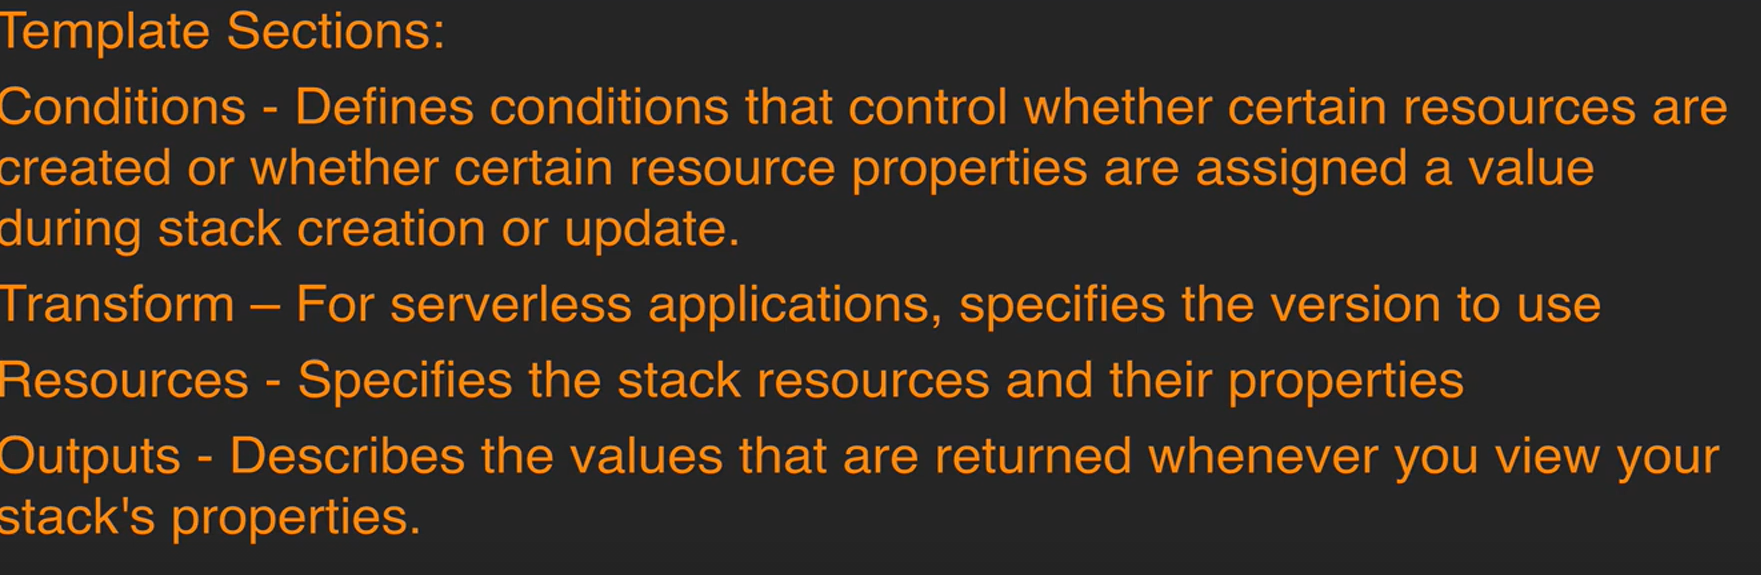 Template Sections:
Conditions - Defines conditions that control whether certain resources are
created or whether certain resource properties are assigned a value
during stack creation or update.
Transform – For serverless applications, specifies the version to use
Resources - Specifies the stack resources and their properties
Outputs - Describes the values that are returned whenever you view your
stack's properties.